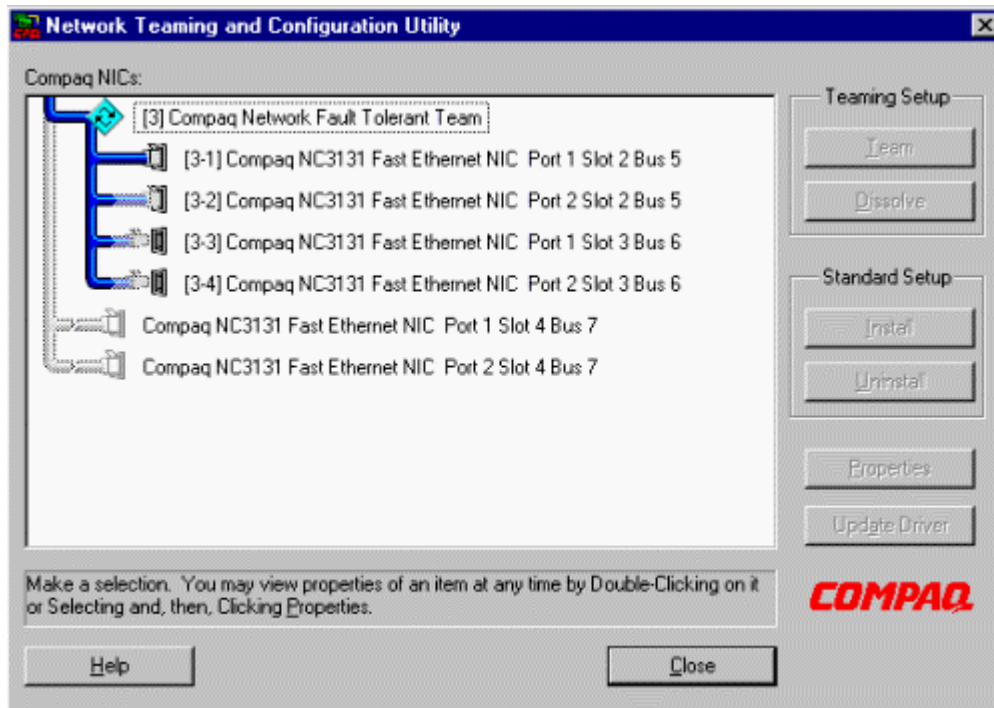 Network Teaming and Configuration Utility
Compaq NICs:
[3] Compaq Network Fault Tolerant Team
[3-1] Compaq NC3131 Fast Ethernet NIC Port 1 Slot 2 Bus 5
[3-2] Compaq NC3131 Fast Ethernet NIC Port 2 Slot 2 Bus 5
[3-3] Compaq NC3131 Fast Ethernet NIC Port 1 Slot 3 Bus 6
[3-4] Compaq NC3131 Fast Ethernet NIC Port 2 Slot 3 Bus 6
Compaq NC3131 Fast Ethernet NIC Port 1 Slot 4 Bus 7
Compaq NC3131 Fast Ethernet NIC Port 2 Slot 4 Bus 7
Teaming Setup
Team
Dissolve
Standard Setup
Install
Uninstall
Properties
Update Driver
Make a selection. You may view properties of an item at any time by Double-Clicking on it
or Selecting and, then, Clicking Properties.
COMPAQ
Help
Close